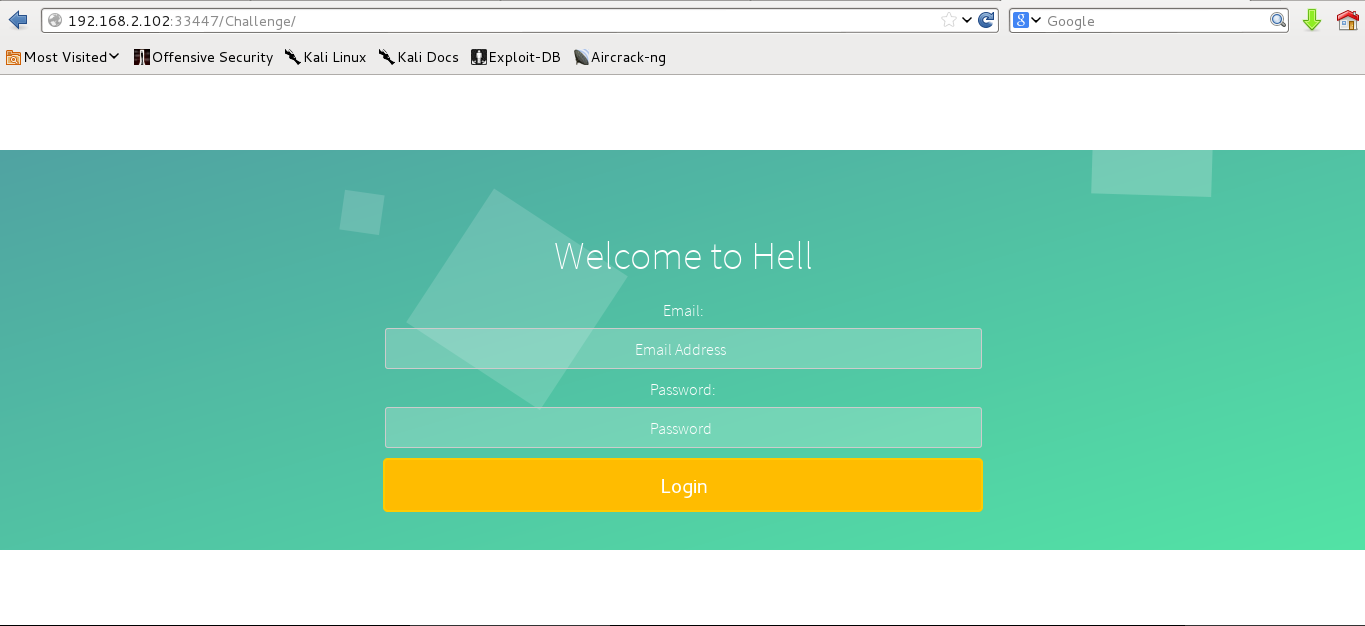 192.168.2.102:33447/Challenge/
Google
Most Visited Offensive Security Kali Linux Kali Docs Exploit-DB Aircrack-ng
Welcome to Hell
Email:
Email Address
Password:
Password
Login